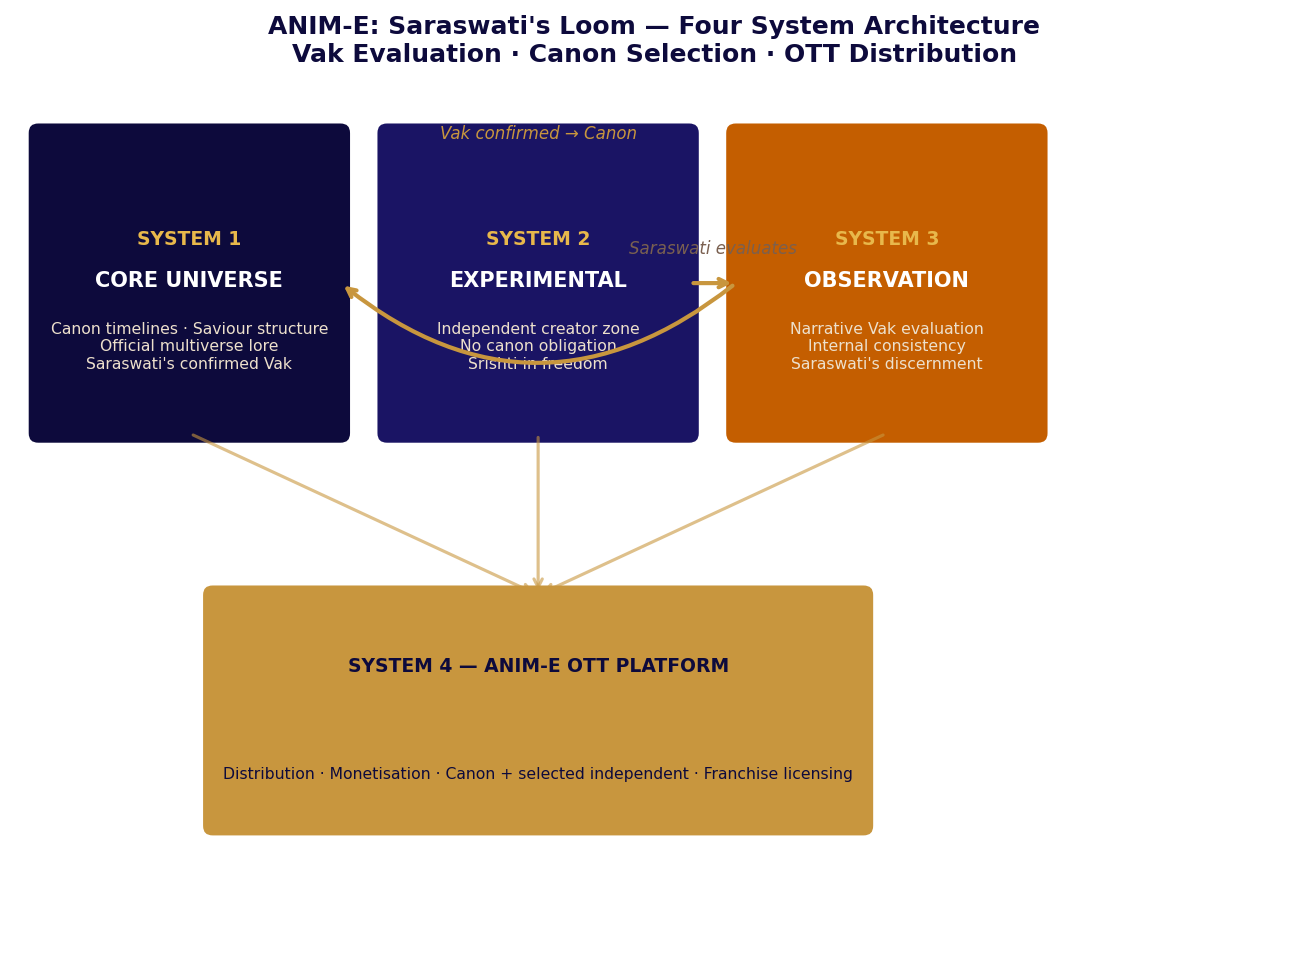 ANIM-E: Saraswati's Loom — Four System Architecture
Vak Evaluation · Canon Selection · OTT Distribution
Vak confirmed → Canon
Saraswati evaluates
SYSTEM 1
CORE UNIVERSE
Canon timelines · Saviour structure
Official multiverse lore
Saraswati's confirmed Vak
SYSTEM 2
EXPERIMENTAL
Independent creator zone
No canon obligation
Srishti in freedom
SYSTEM 3
OBSERVATION
Narrative Vak evaluation
Internal consistency
Saraswati's discernment
SYSTEM 4 — ANIM-E OTT PLATFORM
Distribution · Monetisation · Canon + selected independent · Franchise licensing